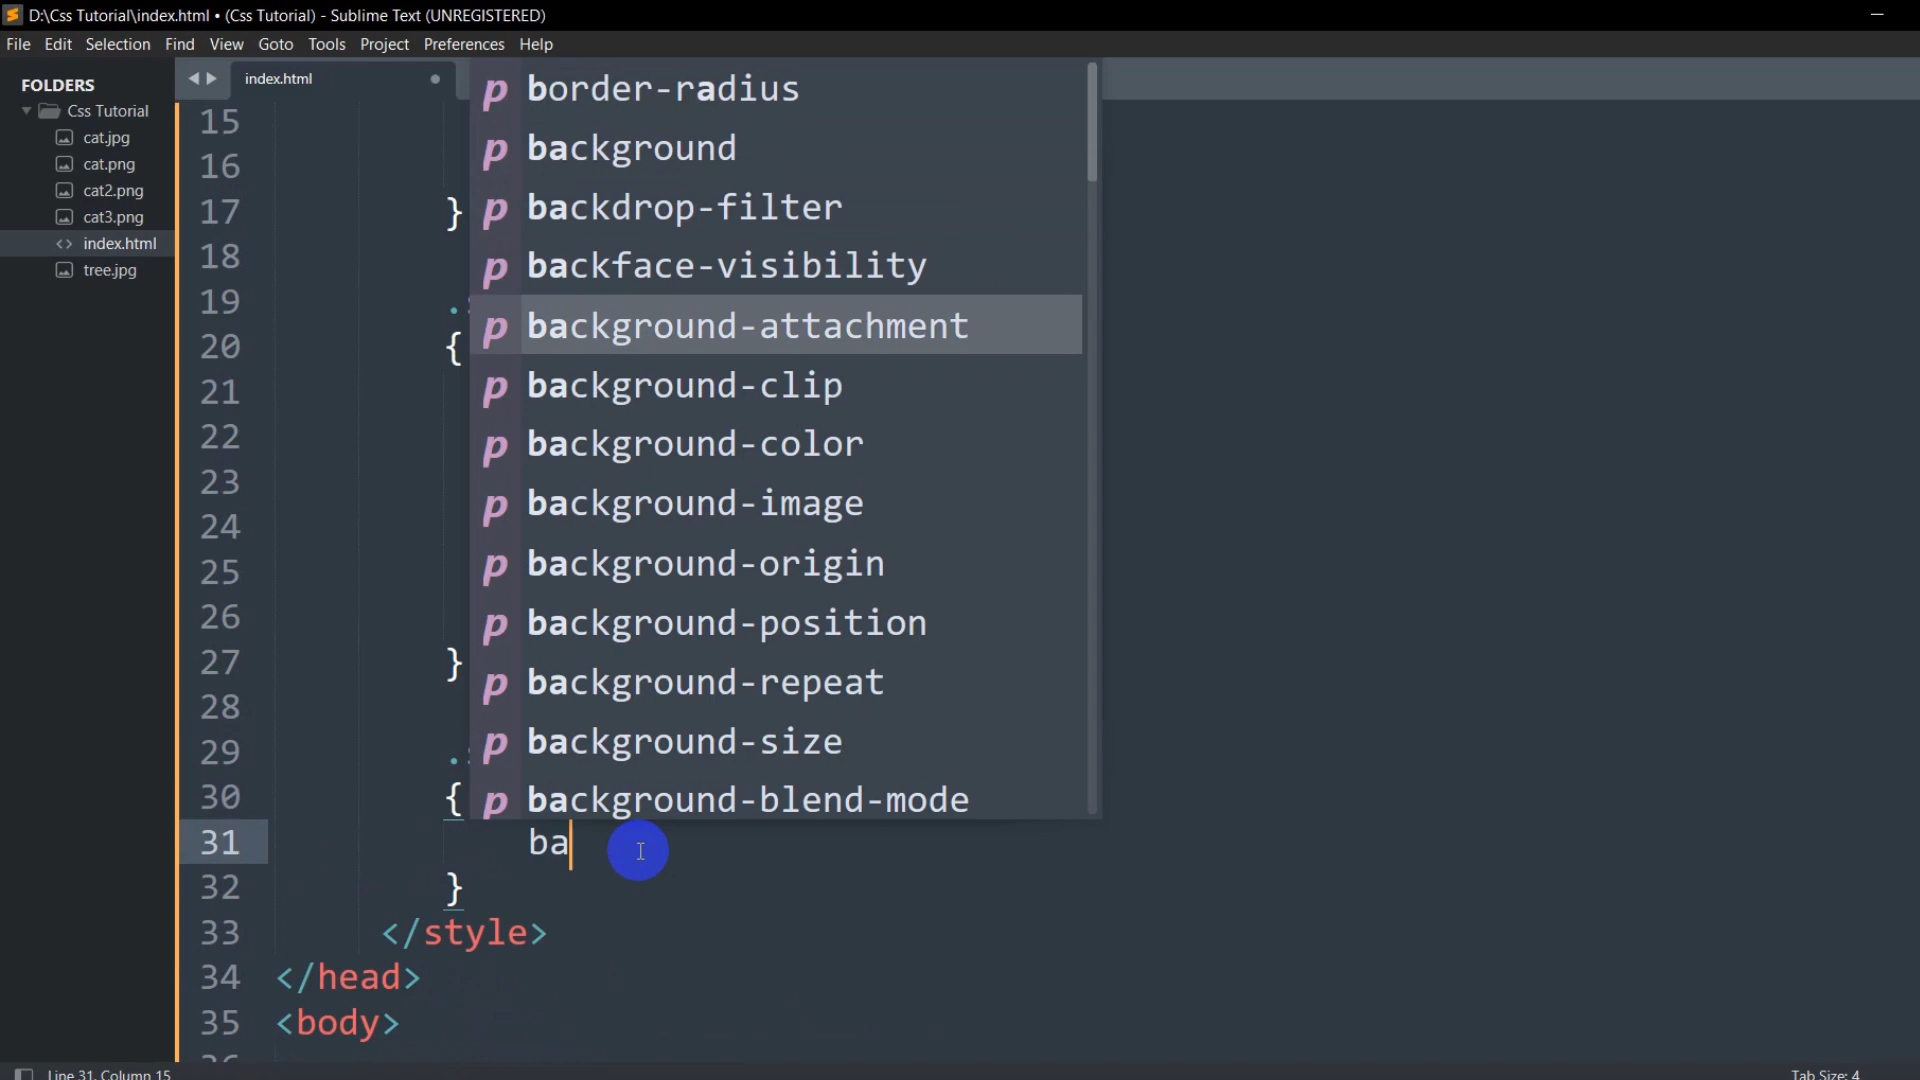 D:\Css Tutorial\index.html • (Css Tutorial) - Sublime Text (UNREGISTERED)
File Edit Selection Find View Goto Tools Project Preferences Help
FOLDERS
Css Tutorial
cat.jpg
cat.png
cat2.png
cat3.png
index.html
tree.jpg
index.html
15
16
17 }
18
19 .
20 {
21
22
23
24
25
26
27 }
28
29 .
30 {
31 ba
32 }
33 </style>
34 </head>
35 <body>
p border-radius
p background
p backdrop-filter
p backface-visibility
p background-attachment
p background-clip
p background-color
p background-image
p background-origin
p background-position
p background-repeat
p background-size
p background-blend-mode
Line 31, Column 15
Tab Size: 4